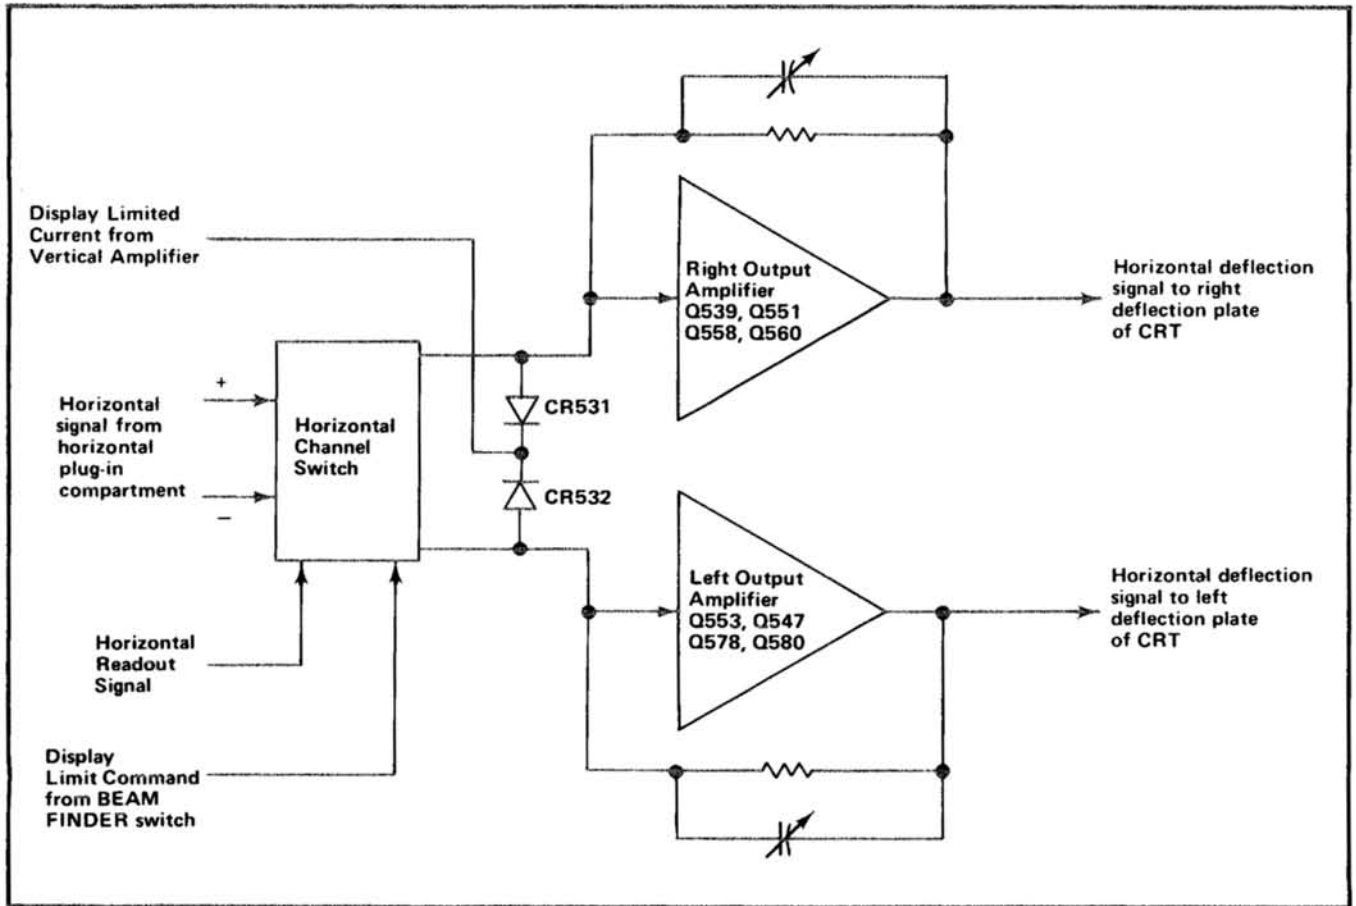 Display Limited
Current from
Vertical Amplifier
Right Output
Amplifier
Q539, Q551
Q558, Q560
Horizontal deflection
signal to right
deflection plate
of CRT
+
Horizontal
signal from
horizontal
plug-in
compartment
−
Horizontal
Channel
Switch
CR531
CR532
Left Output
Amplifier
Q553, Q547
Q578, Q580
Horizontal deflection
signal to left
deflection plate
of CRT
Horizontal
Readout
Signal
Display
Limit Command
from BEAM
FINDER switch